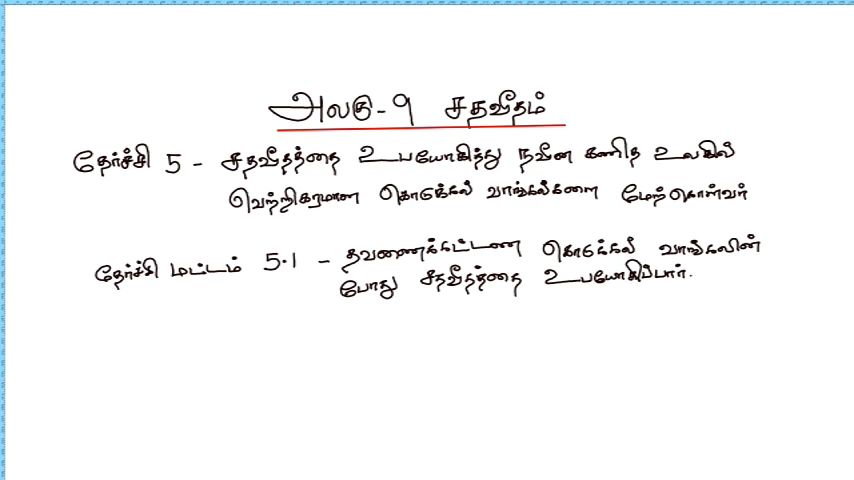 அலகு - 9 சதவீதம்
தேர்ச்சி 5 - சதவீதத்தை உபயோகித்து நவீன கணித உலகில்
வெற்றிகரமான கொடுக்கல் வாங்கல்களை மேற்கொள்வர்
தேர்ச்சி மட்டம் 5.1 - தவணைக்கட்டண கொடுக்கல் வாங்கலின்
போது சதவீதத்தை உபயோகிப்பார்.